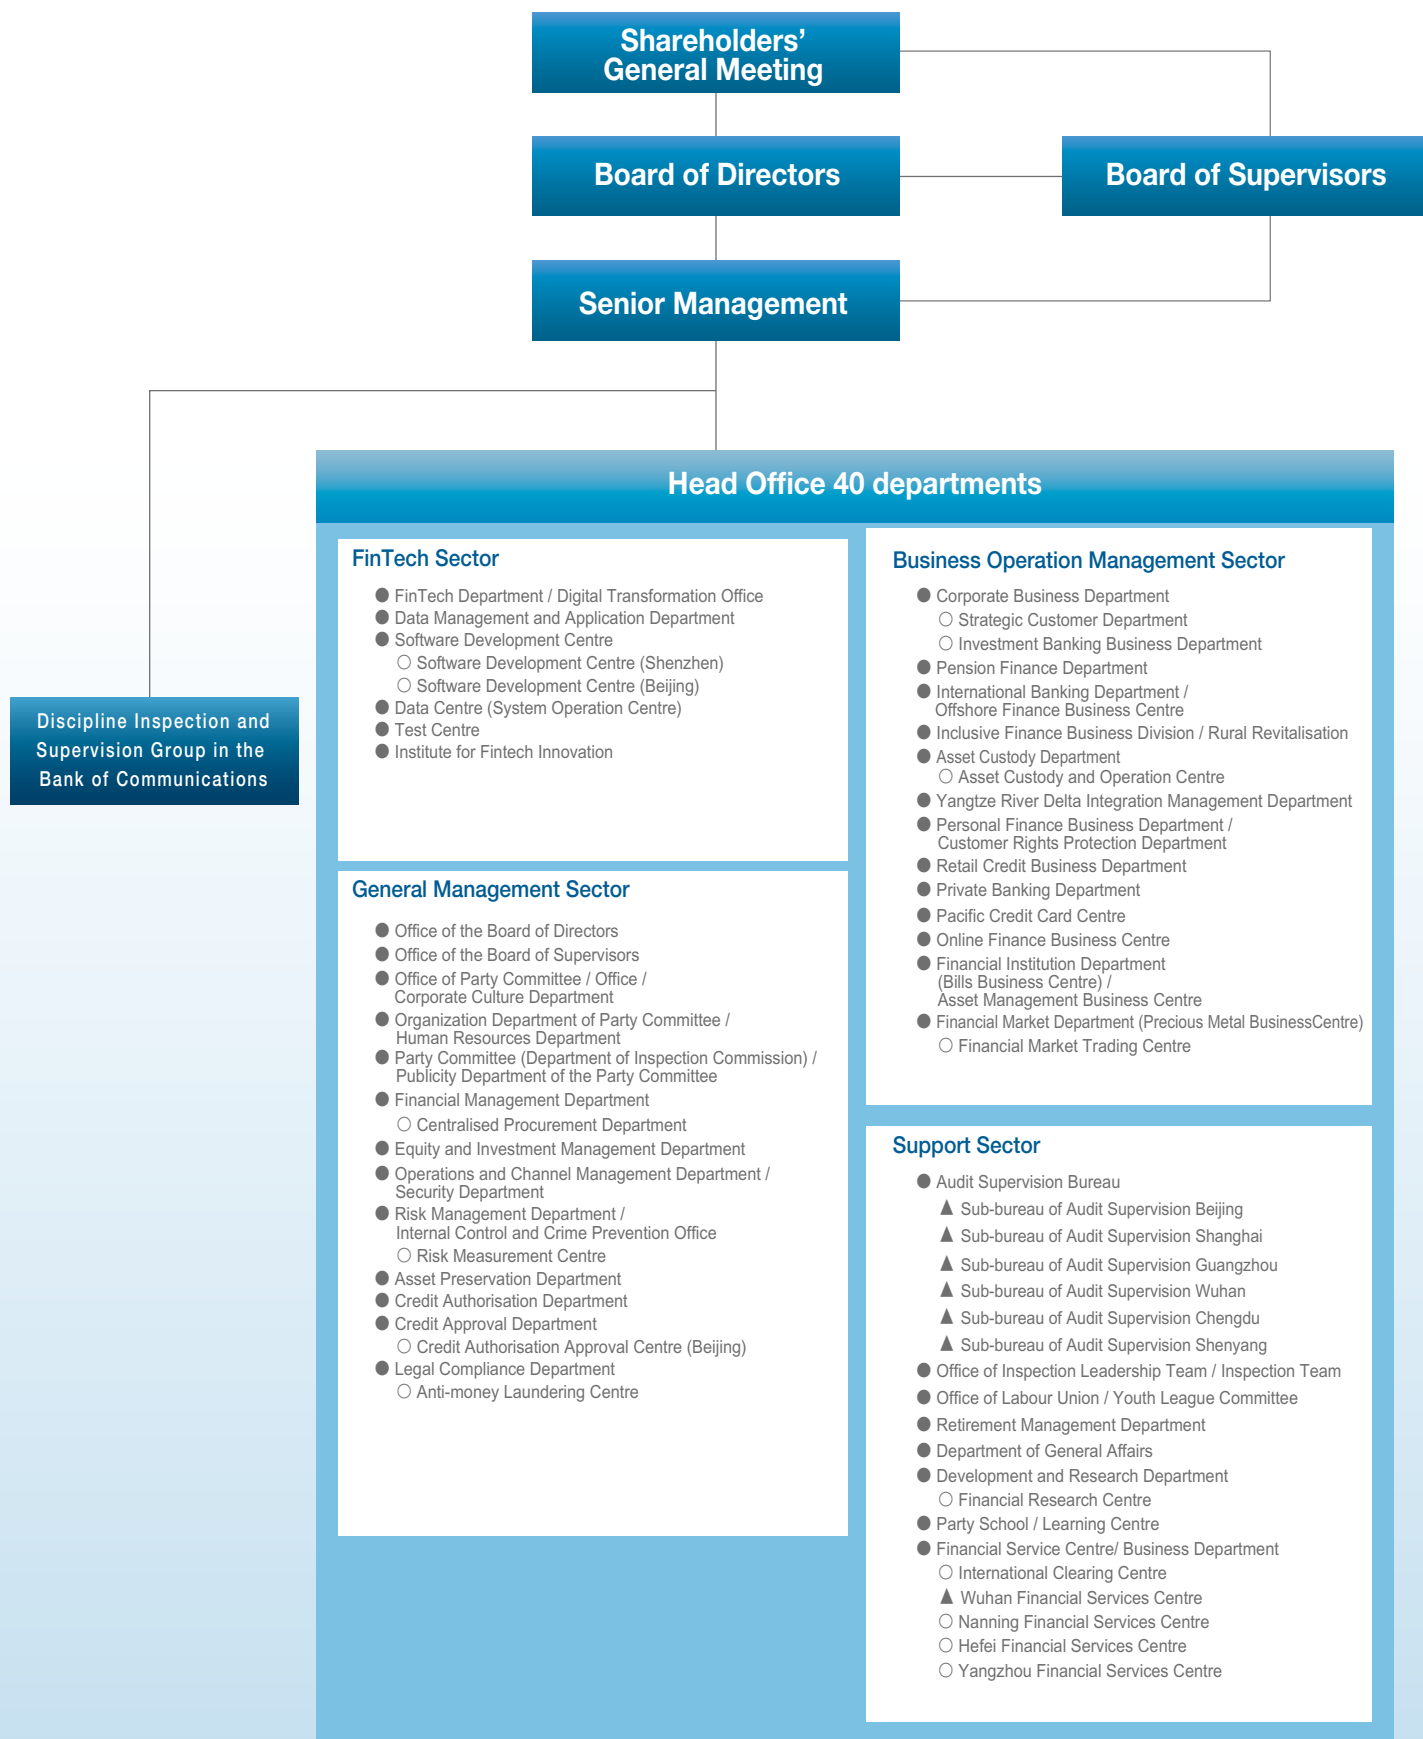 Shareholders’
General Meeting
Board of Directors
Board of Supervisors
Senior Management
Discipline Inspection and
Supervision Group in the
Bank of Communications
Head Office 40 departments
FinTech Sector
● FinTech Department / Digital Transformation Office
● Data Management and Application Department
● Software Development Centre
○ Software Development Centre (Shenzhen)
○ Software Development Centre (Beijing)
● Data Centre (System Operation Centre)
● Test Centre
● Institute for Fintech Innovation
General Management Sector
● Office of the Board of Directors
● Office of the Board of Supervisors
● Office of Party Committee / Office /
Corporate Culture Department
● Organization Department of Party Committee /
Human Resources Department
● Party Committee (Department of Inspection Commission) /
Publicity Department of the Party Committee
● Financial Management Department
○ Centralised Procurement Department
● Equity and Investment Management Department
● Operations and Channel Management Department /
Security Department
● Risk Management Department /
Internal Control and Crime Prevention Office
○ Risk Measurement Centre
● Asset Preservation Department
● Credit Authorisation Department
● Credit Approval Department
○ Credit Authorisation Approval Centre (Beijing)
● Legal Compliance Department
○ Anti-money Laundering Centre
Business Operation Management Sector
● Corporate Business Department
○ Strategic Customer Department
○ Investment Banking Business Department
● Pension Finance Department
● International Banking Department /
Offshore Finance Business Centre
● Inclusive Finance Business Division / Rural Revitalisation
● Asset Custody Department
○ Asset Custody and Operation Centre
● Yangtze River Delta Integration Management Department
● Personal Finance Business Department /
Customer Rights Protection Department
● Retail Credit Business Department
● Private Banking Department
● Pacific Credit Card Centre
● Online Finance Business Centre
● Financial Institution Department
(Bills Business Centre) /
Asset Management Business Centre
● Financial Market Department (Precious Metal BusinessCentre)
○ Financial Market Trading Centre
Support Sector
● Audit Supervision Bureau
▲ Sub-bureau of Audit Supervision Beijing
▲ Sub-bureau of Audit Supervision Shanghai
▲ Sub-bureau of Audit Supervision Guangzhou
▲ Sub-bureau of Audit Supervision Wuhan
▲ Sub-bureau of Audit Supervision Chengdu
▲ Sub-bureau of Audit Supervision Shenyang
● Office of Inspection Leadership Team / Inspection Team
● Office of Labour Union / Youth League Committee
● Retirement Management Department
● Department of General Affairs
● Development and Research Department
○ Financial Research Centre
● Party School / Learning Centre
● Financial Service Centre/ Business Department
○ International Clearing Centre
▲ Wuhan Financial Services Centre
○ Nanning Financial Services Centre
○ Hefei Financial Services Centre
○ Yangzhou Financial Services Centre